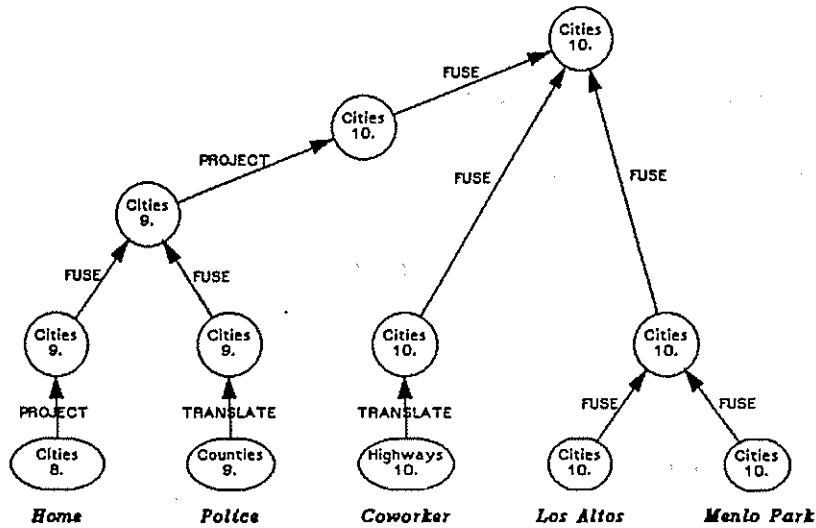 Cities
10.
FUSE
Cities
10.
PROJECT
FUSE
FUSE
Cities
9.
FUSE
FUSE
Cities
9.
Cities
9.
Cities
10.
Cities
10.
PROJECT
TRANSLATE
TRANSLATE
FUSE
FUSE
Cities
8.
Counties
9.
Highways
10.
Cities
10.
Cities
10.
Home
Police
Coworker
Los Altos
Menlo Park